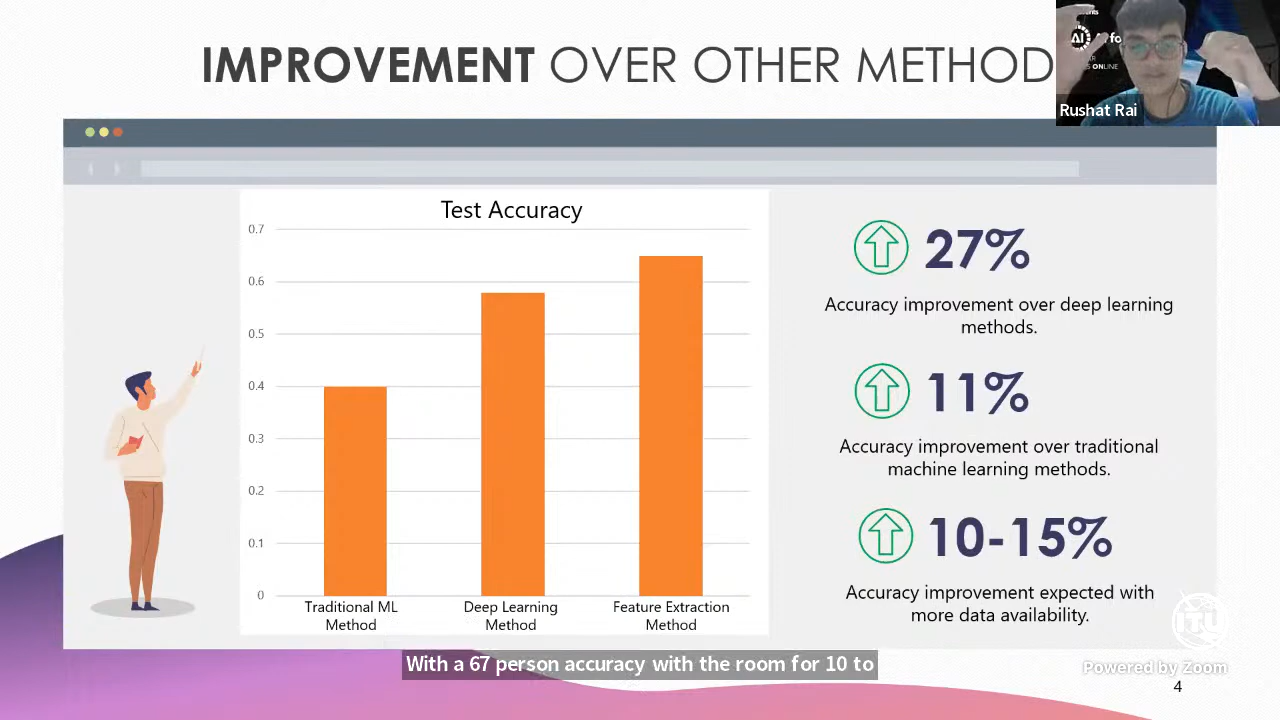 IMPROVEMENT OVER OTHER METHOD
AI
ONLINE
Rushat Rai
Test Accuracy
0.7
0.6
0.5
0.4
0.3
0.2
0.1
0
Traditional ML
Method
Deep Learning
Method
Feature Extraction
Method
27%
Accuracy improvement over deep learning
methods.
11%
Accuracy improvement over traditional
machine learning methods.
10-15%
Accuracy improvement expected with
more data availability.
ITU
Powered by Zoom
With a 67 person accuracy with the room for 10 to
4